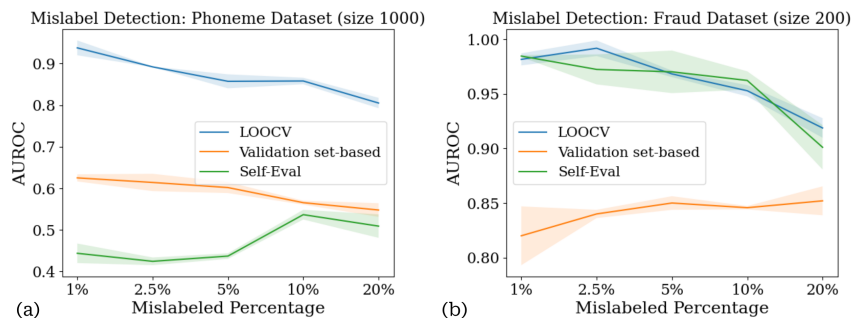 Mislabel Detection: Phoneme Dataset (size 1000)
AUROC
0.9
0.8
0.7
0.6
0.5
0.4
LOOCV
Validation set-based
Self-Eval
1% 2.5% 5% 10% 20%
Mislabeled Percentage
(a)
Mislabel Detection: Fraud Dataset (size 200)
AUROC
1.00
0.95
0.90
0.85
0.80
LOOCV
Validation set-based
Self-Eval
1% 2.5% 5% 10% 20%
Mislabeled Percentage
(b)